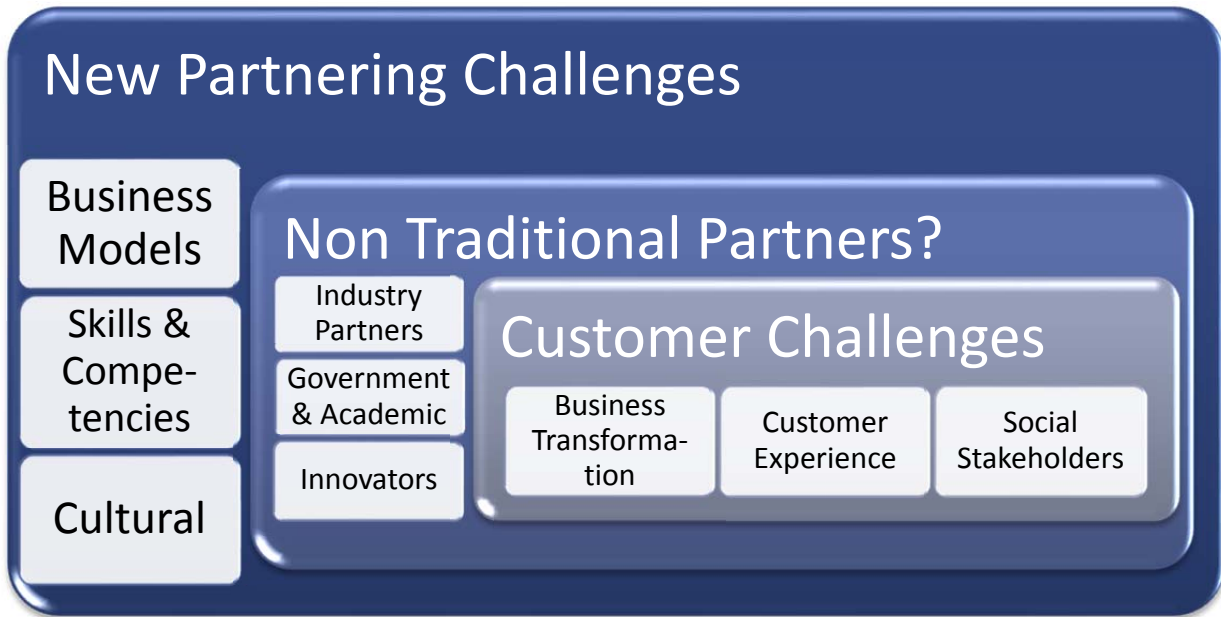 New Partnering Challenges
Business
Models
Skills &
Compe-
tencies
Cultural
Non Traditional Partners?
Industry
Partners
Government
& Academic
Innovators
Customer Challenges
Business
Transforma-
tion
Customer
Experience
Social
Stakeholders